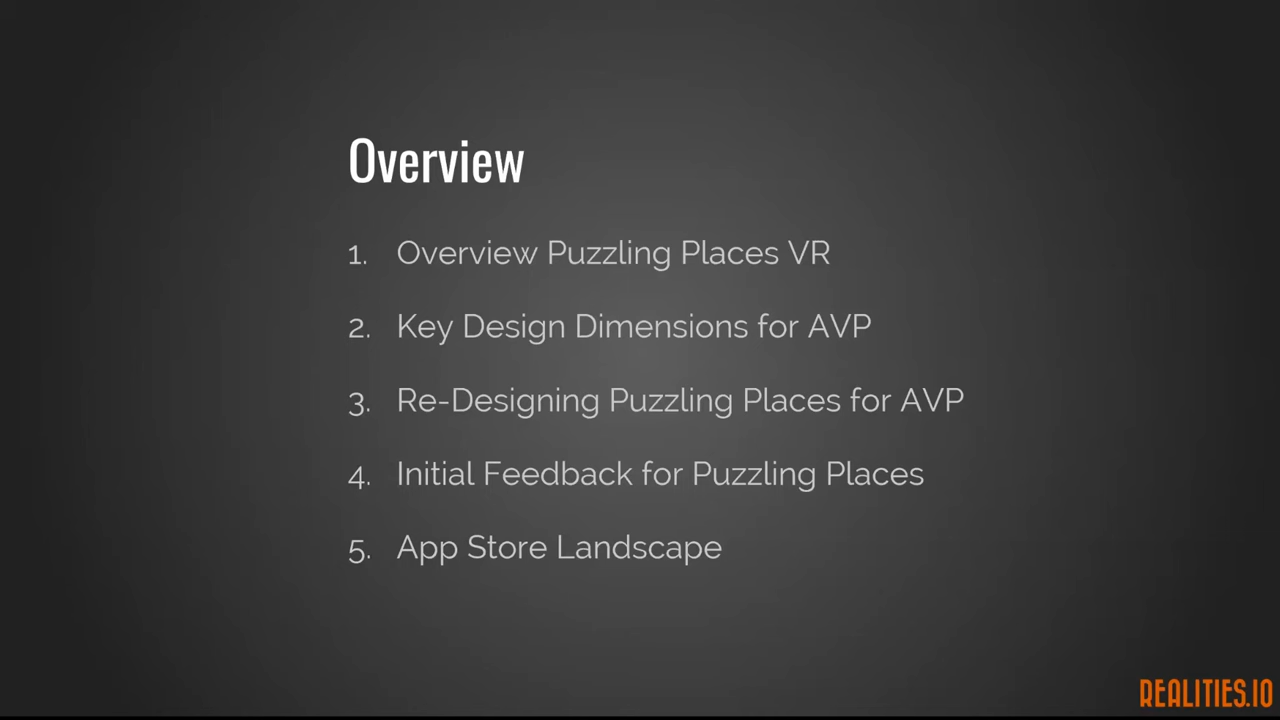 Overview
1. Overview Puzzling Places VR
2. Key Design Dimensions for AVP
3. Re-Designing Puzzling Places for AVP
4. Initial Feedback for Puzzling Places
5. App Store Landscape
REALITIES.IO